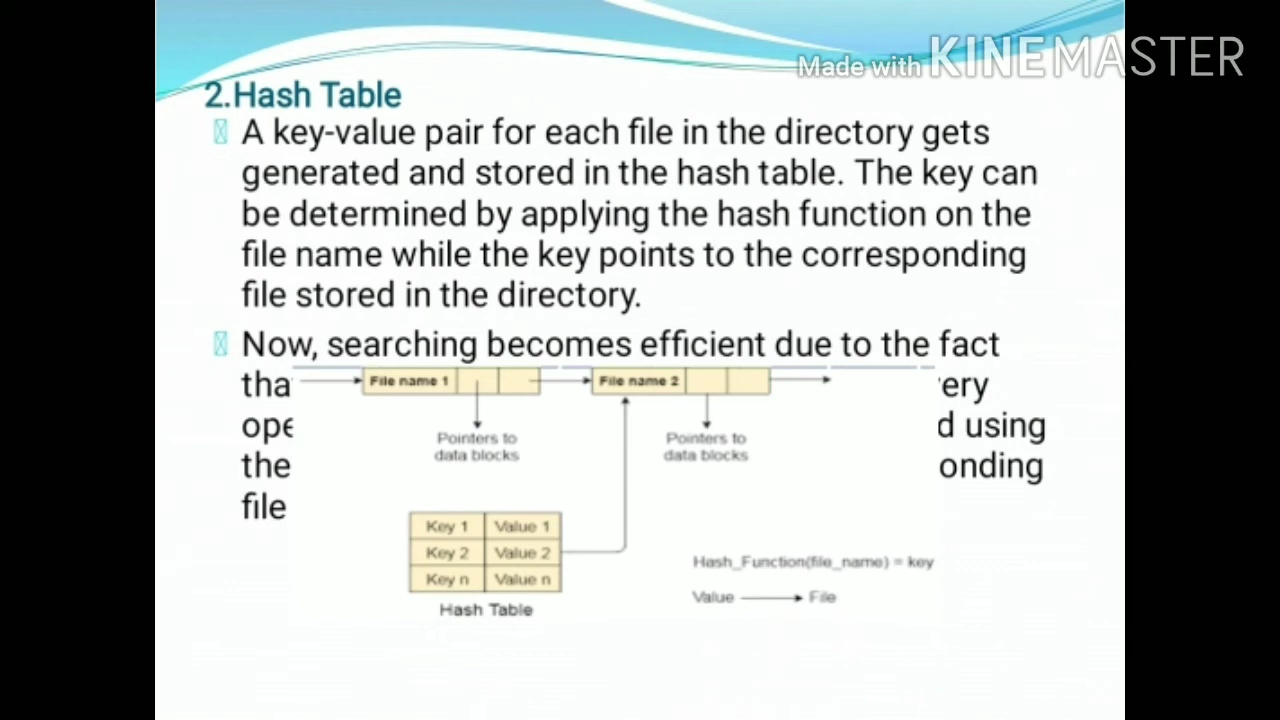 Made with KINEMASTER
2.Hash Table
A key-value pair for each file in the directory gets
generated and stored in the hash table. The key can
be determined by applying the hash function on the
file name while the key points to the corresponding
file stored in the directory.
Now, searching becomes efficient due to the fact
File name 1
File name 2
Pointers to
data blocks
Pointers to
data blocks
the
using
file
Key 1 Value 1
Key 2 Value 2
Key n Value n
Hash Table
Hash_Function(file_name) = key
Value File